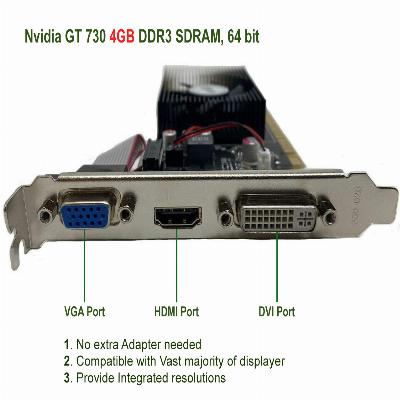 Nvidia GT 730 4GB DDR3 SDRAM, 64 bit
VGA Port
HDMI Port
DVI Port
1. No extra Adapter needed
2. Compatible with Vast majority of displayer
3. Provide Integrated resolutions